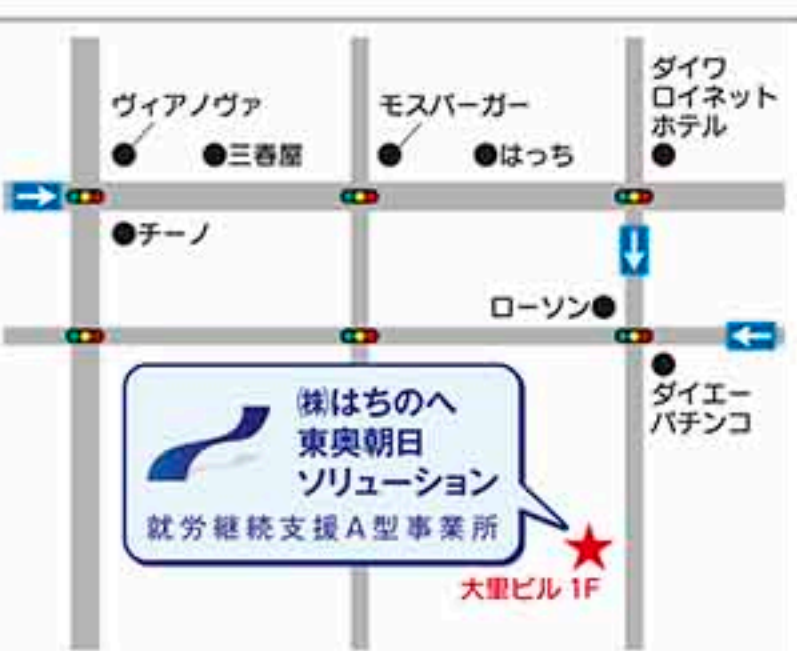 ヴィアノヴァ
三春屋
モスバーガー
はっち
ダイワ
ロイネット
ホテル
チーノ
ローソン
ダイエー
パチンコ
㈱はちのへ
東奥朝日
ソリューション
就労継続支援A型事業所
大里ビル 1F